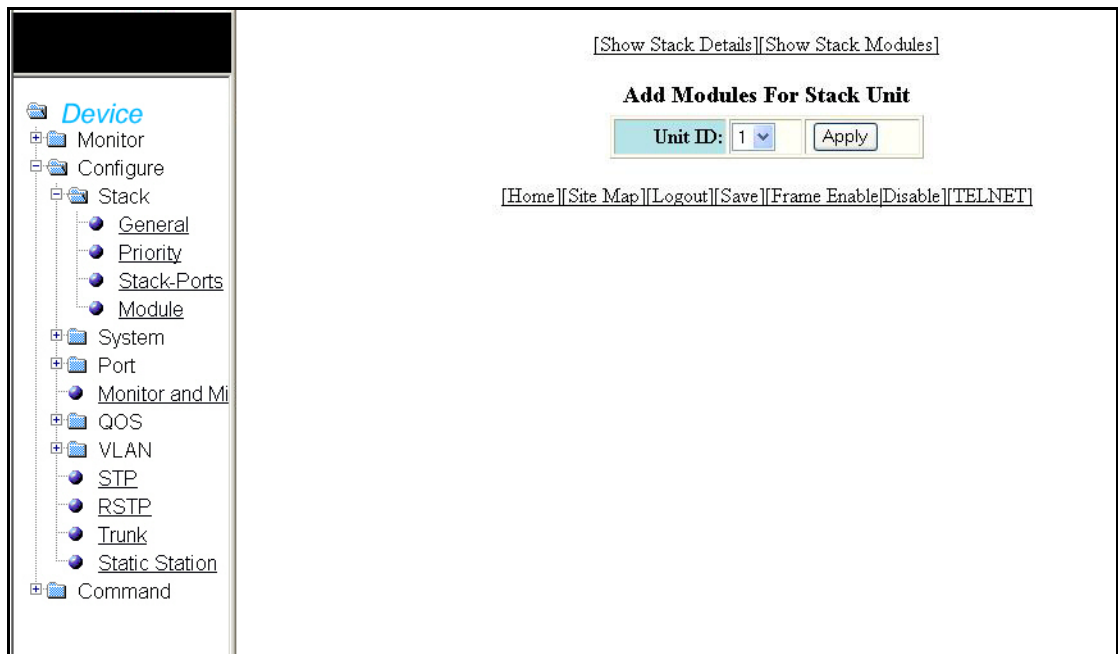 Device
Monitor
Configure
Stack
General
Priority
Stack-Ports
Module
System
Port
Monitor and Mi
QOS
VLAN
STP
RSTP
Trunk
Static Station
Command
[Show Stack Details][Show Stack Modules]
Add Modules For Stack Unit
Unit ID: 1 Apply
[Home][Site Map][Logout][Save][Frame Enable|Disable][TELNET]